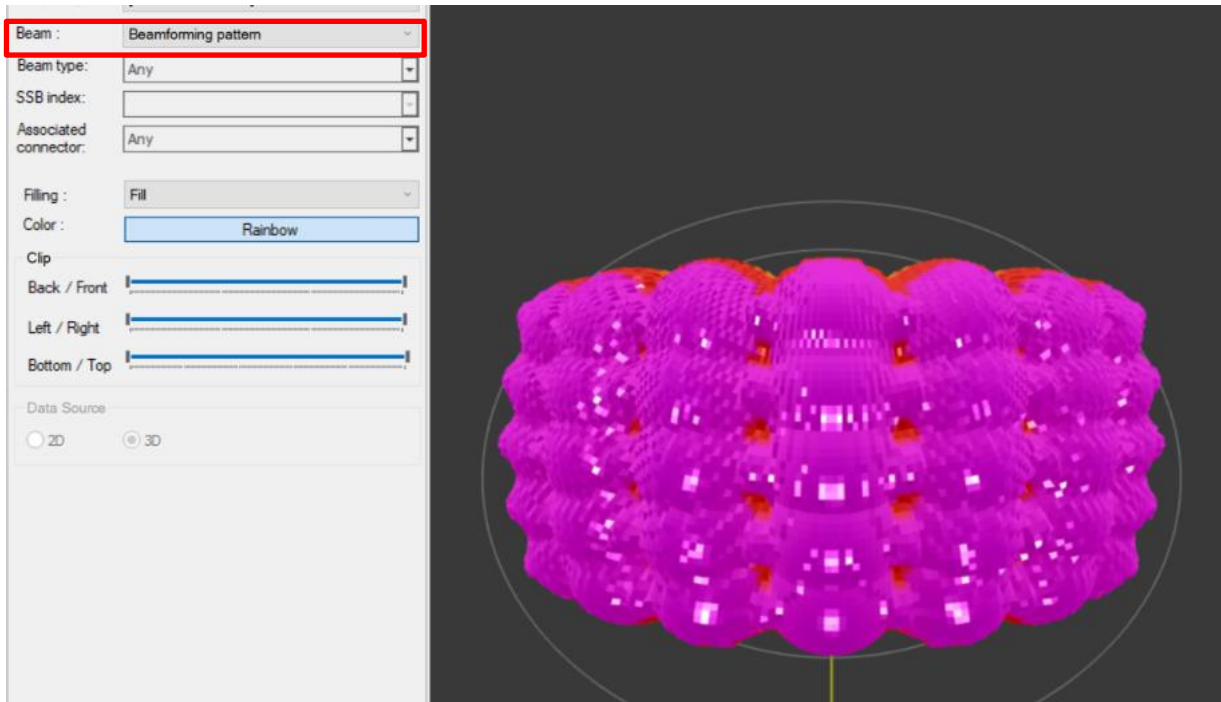 Beam : Beamforming pattern
Beam type: Any
SSB index:
Associated connector: Any
Filling : Fill
Color : Rainbow
Clip
Back / Front
Left / Right
Bottom / Top
Data Source
2D 3D